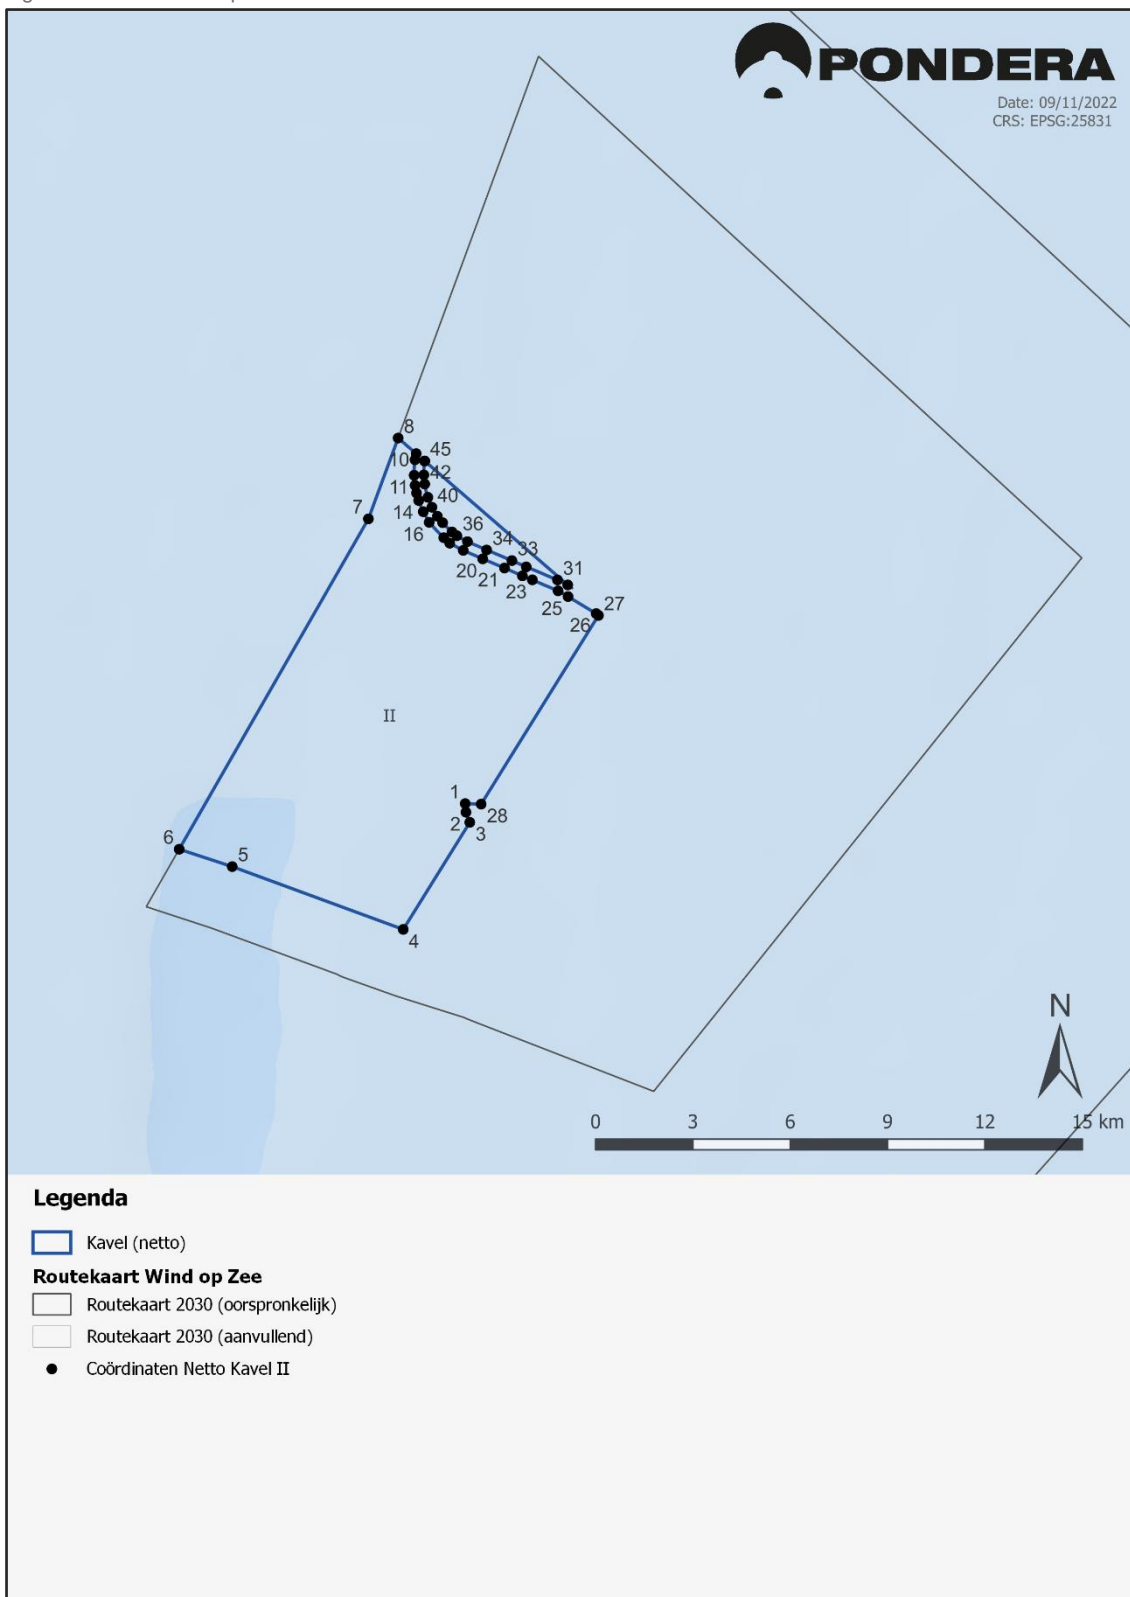 PONDERA
Date: 09/11/2022
CRS: EPSG:25831
8
45
10
42
11
40
7
14
36
16
34
33
20
31
21
23
25
27
26
II
1
28
2
3
6
5
4
N
0 3 6 9 12 15 km
Legenda
Kavel (netto)
Routekaart Wind op Zee
Routekaart 2030 (oorspronkelijk)
Routekaart 2030 (aanvullend)
Coördinaten Netto Kavel II